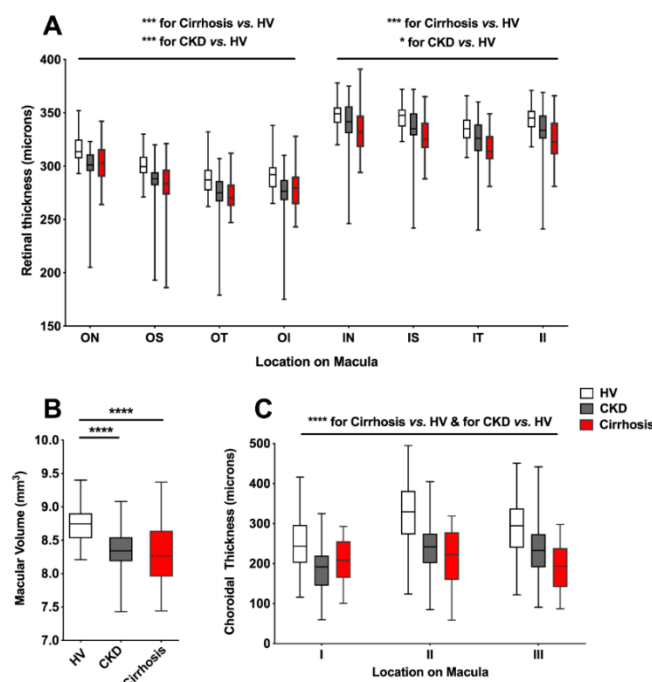 A
*** for Cirrhosis vs. HV
*** for CKD vs. HV
*** for Cirrhosis vs. HV
* for CKD vs. HV
Retinal thickness (microns)
400
350
300
250
200
150
ON OS OT OI IN IS IT II
Location on Macula
B
****
****
Macular Volume (mm³)
10.0
9.5
9.0
8.5
8.0
7.5
7.0
HV CKD Cirrhosis
HV
CKD
Cirrhosis
C
**** for Cirrhosis vs. HV & for CKD vs. HV
Choroidal Thickness (microns)
500
400
300
200
100
0
I II III
Location on Macula